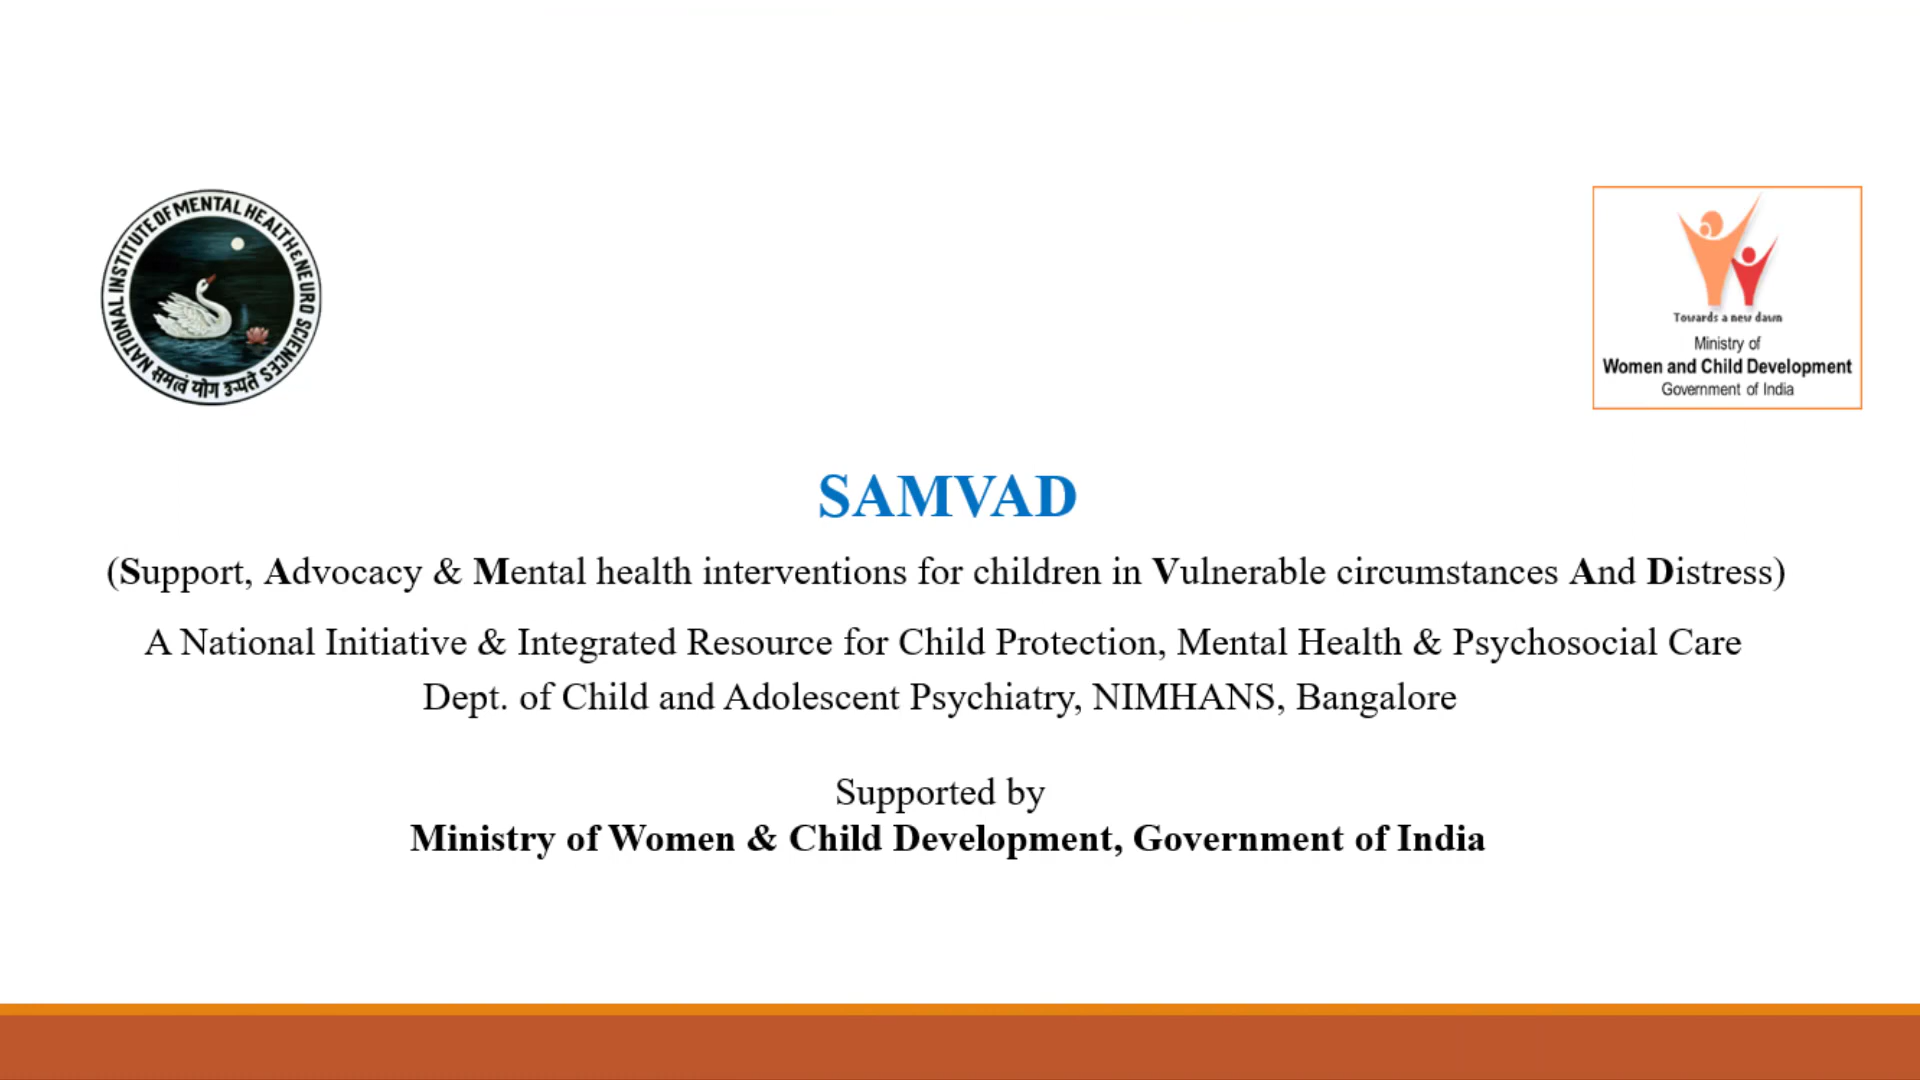 NATIONAL INSTITUTE OF MENTAL HEALTH & NEURO SCIENCES
समत्वं योग उच्यते
Towards a new dawn
Ministry of
Women and Child Development
Government of India
SAMVAD
(Support, Advocacy & Mental health interventions for children in Vulnerable circumstances And Distress)
A National Initiative & Integrated Resource for Child Protection, Mental Health & Psychosocial Care
Dept. of Child and Adolescent Psychiatry, NIMHANS, Bangalore
Supported by
Ministry of Women & Child Development, Government of India